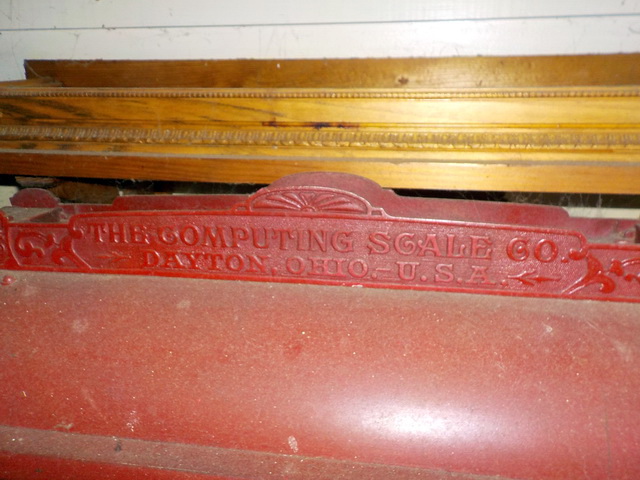 THE COMPUTING SCALE CO.
DAYTON, OHIO.-U.S.A.